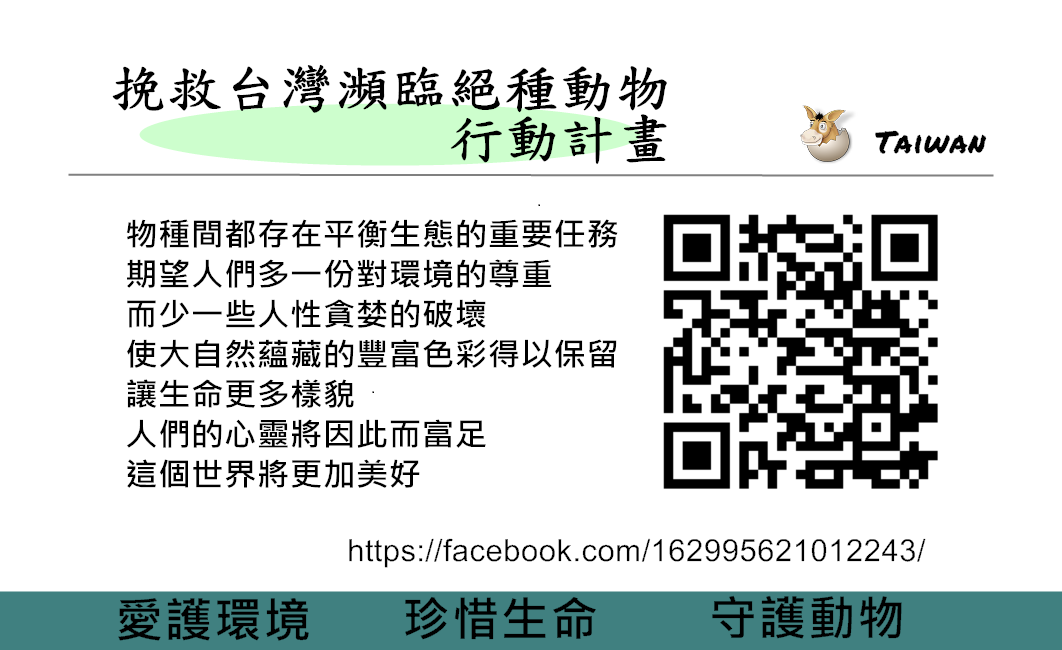 挽救台灣瀕臨絕種動物
行動計畫
TAIWAN
物種間都存在平衡生態的重要任務
期望人們多一份對環境的尊重
而少一些人性貪婪的破壞
使大自然蘊藏的豐富色彩得以保留
讓生命更多樣貌
人們的心靈將因此而富足
這個世界將更加美好
https://facebook.com/162995621012243/
愛護環境 珍惜生命 守護動物